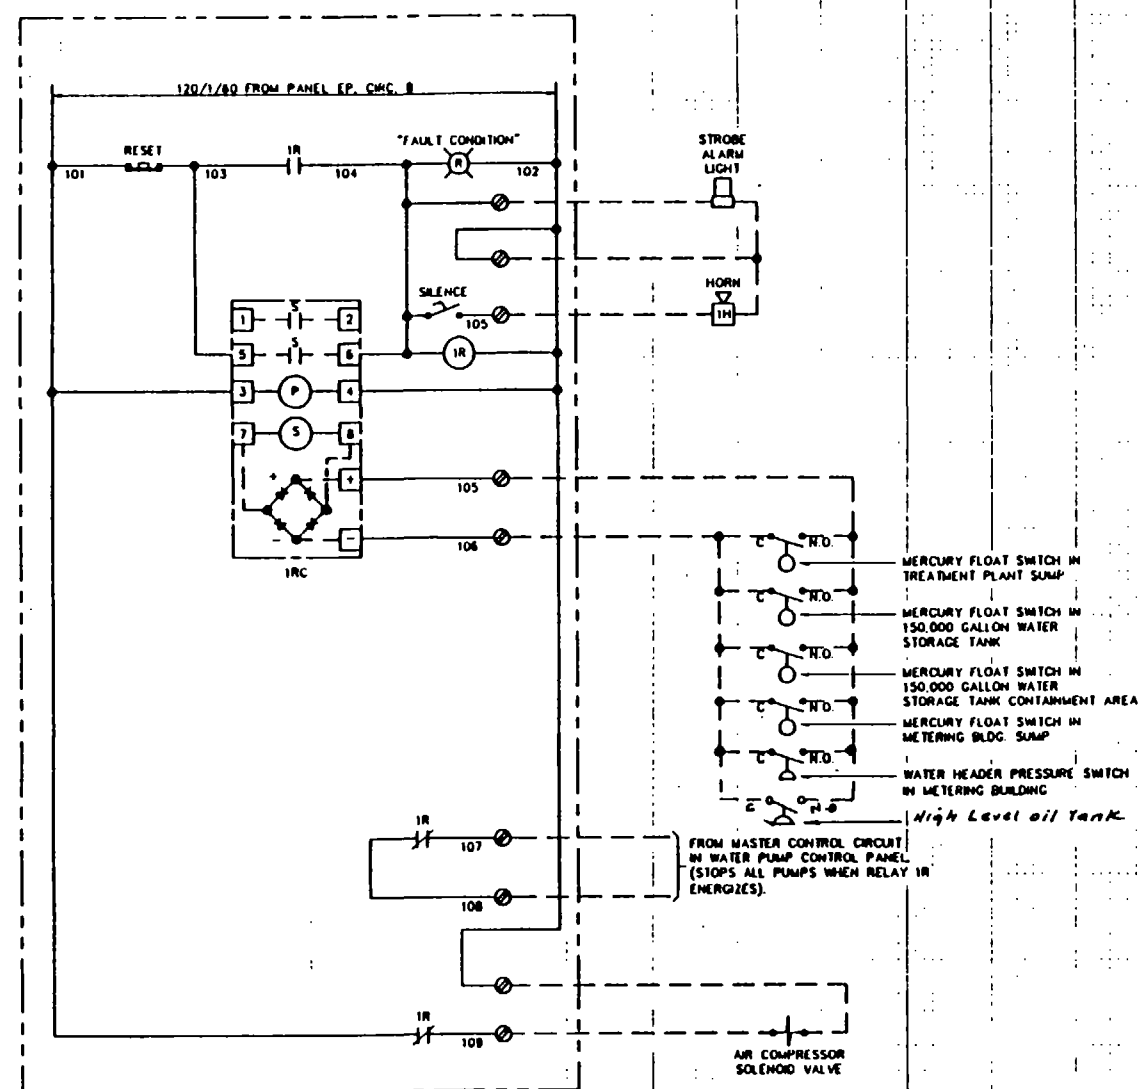 120/1/60 FROM PANEL EP, CIRC. 8
RESET
1R
"FAULT CONDITION"
R
101
103
104
102
STROBE
ALARM
LIGHT
SILENCE
105
HORN
1H
1R
1 S 2
5 S 6
3 P 4
7 S 8
+ +
- -
1RC
105
106
C N.O.
MERCURY FLOAT SWITCH IN
TREATMENT PLANT SUMP
C N.O.
MERCURY FLOAT SWITCH IN
150,000 GALLON WATER
STORAGE TANK
C N.O.
MERCURY FLOAT SWITCH IN
150,000 GALLON WATER
STORAGE TANK CONTAINMENT AREA
C N.O.
MERCURY FLOAT SWITCH IN
METERING BLDG. SUMP
C N.O.
WATER HEADER PRESSURE SWITCH
IN METERING BUILDING
High Level oil Tank
1R
107
108
FROM MASTER CONTROL CIRCUIT
IN WATER PUMP CONTROL PANEL
(STOPS ALL PUMPS WHEN RELAY 1R
ENERGIZES).
1R
109
AIR COMPRESSOR
SOLENOID VALVE